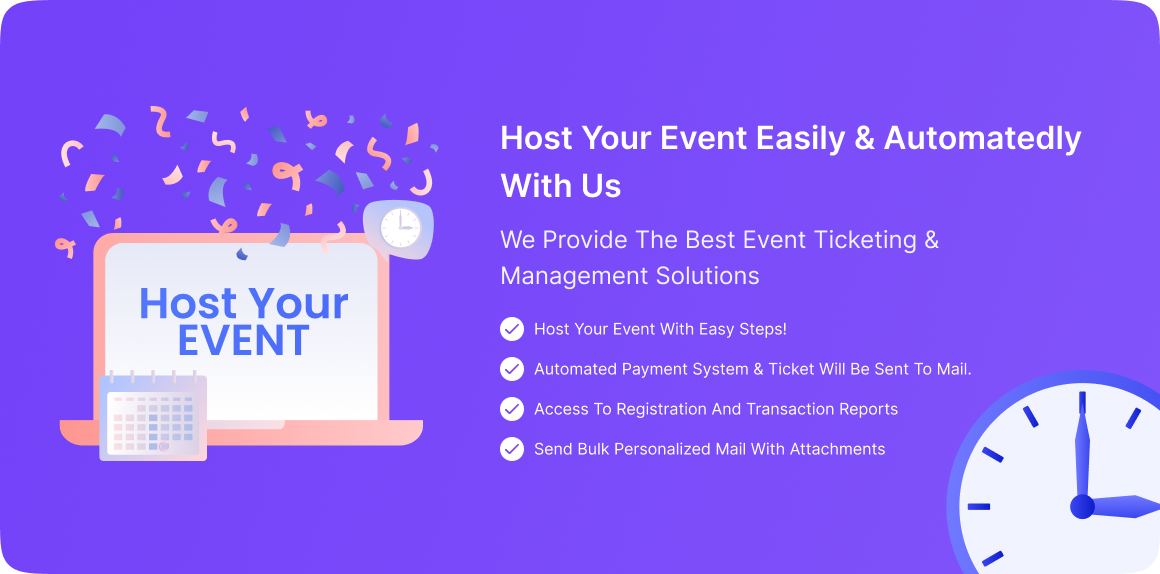 Host Your
EVENT
Host Your Event Easily & Automatedly
With Us
We Provide The Best Event Ticketing &
Management Solutions
Host Your Event With Easy Steps!
Automated Payment System & Ticket Will Be Sent To Mail.
Access To Registration And Transaction Reports
Send Bulk Personalized Mail With Attachments